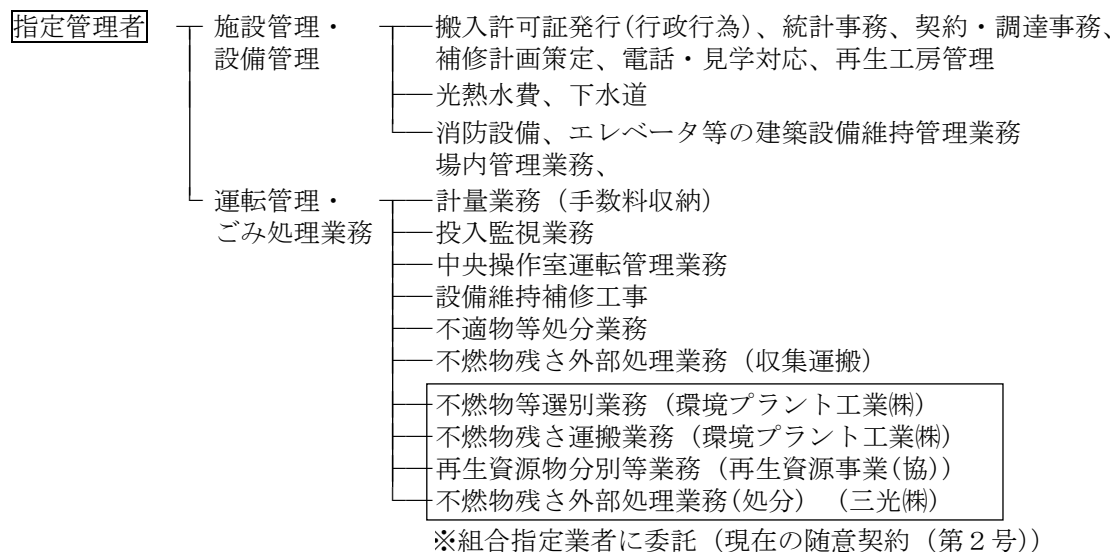 指定管理者 施設管理・ 搬入許可証発行(行政行為)、統計事務、契約・調達事務、
設備管理 補修計画策定、電話・見学対応、再生工房管理
光熱水費、下水道
消防設備、エレベータ等の建築設備維持管理業務
場内管理業務、
運転管理・ 計量業務(手数料収納)
ごみ処理業務 投入監視業務
中央操作室運転管理業務
設備維持補修工事
不適物等処分業務
不燃物残さ外部処理業務(収集運搬)
不燃物等選別業務(環境プラント工業㈱)
不燃物残さ運搬業務(環境プラント工業㈱)
再生資源物分別等業務(再生資源事業(協))
不燃物残さ外部処理業務(処分) (三光㈱)
※組合指定業者に委託(現在の随意契約(第2号))